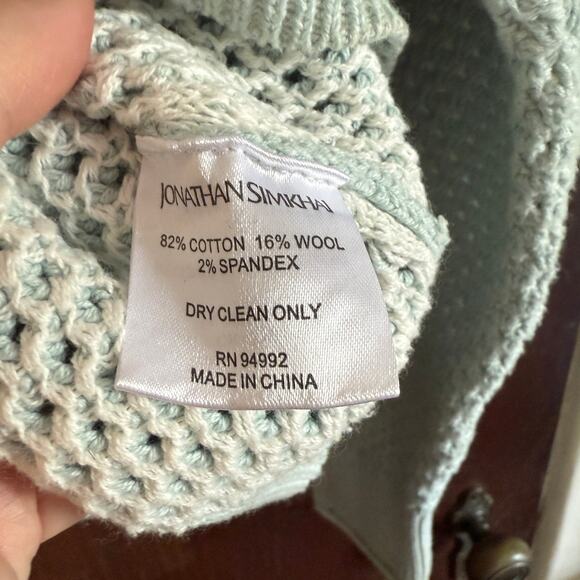 JONATHAN SIMKHAI
82% COTTON 16% WOOL
2% SPANDEX
DRY CLEAN ONLY
RN 94992
MADE IN CHINA